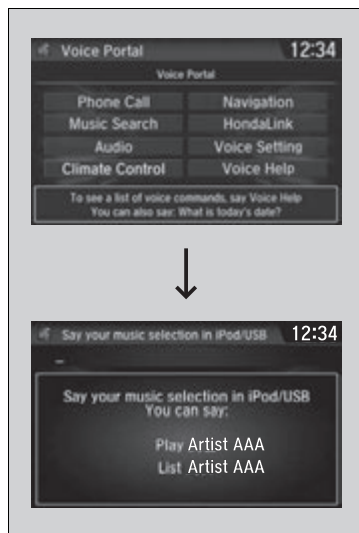 Voice Portal 12:34
Voice Portal
Phone Call Navigation
Music Search HondaLink
Audio Voice Setting
Climate Control Voice Help
To see a list of voice commands, say Voice Help
You can also say: What is today's date?
Say your music selection in iPod/USB 12:34
Say your music selection in iPod/USB
You can say:
Play Artist AAA
List Artist AAA